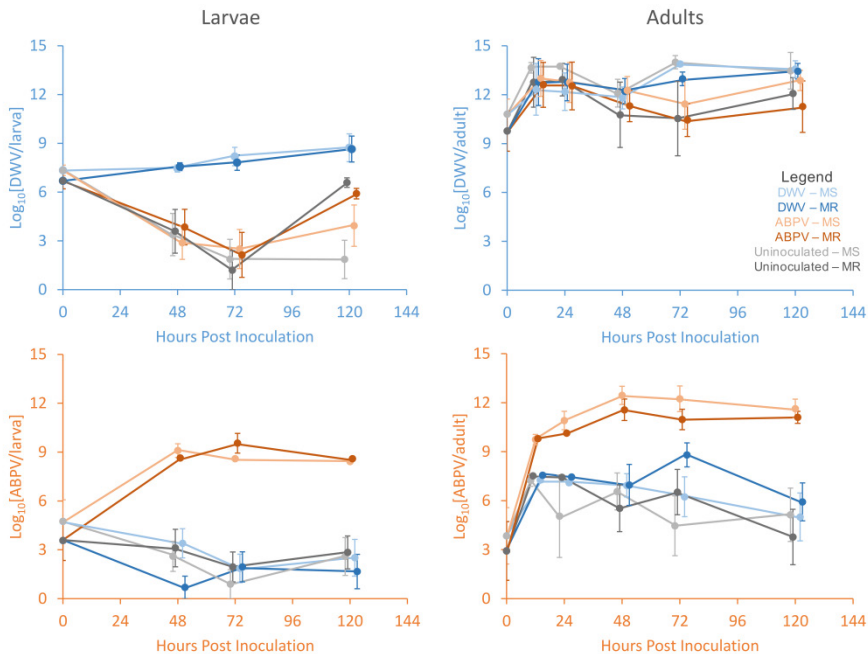 Larvae
Adults
15
12
9
6
3
0
Log10[DWV/larva]
0 24 48 72 96 120 144
Hours Post Inoculation
15
12
9
6
3
0
Log10[DWV/adult]
0 24 48 72 96 120 144
Hours Post Inoculation
Legend
DWV – MS
DWV – MR
ABPV – MS
ABPV – MR
Uninoculated – MS
Uninoculated – MR
15
12
9
6
3
0
Log10[ABPV/larva]
0 24 48 72 96 120 144
Hours Post Inoculation
15
12
9
6
3
0
Log10[ABPV/adult]
0 24 48 72 96 120 144
Hours Post Inoculation